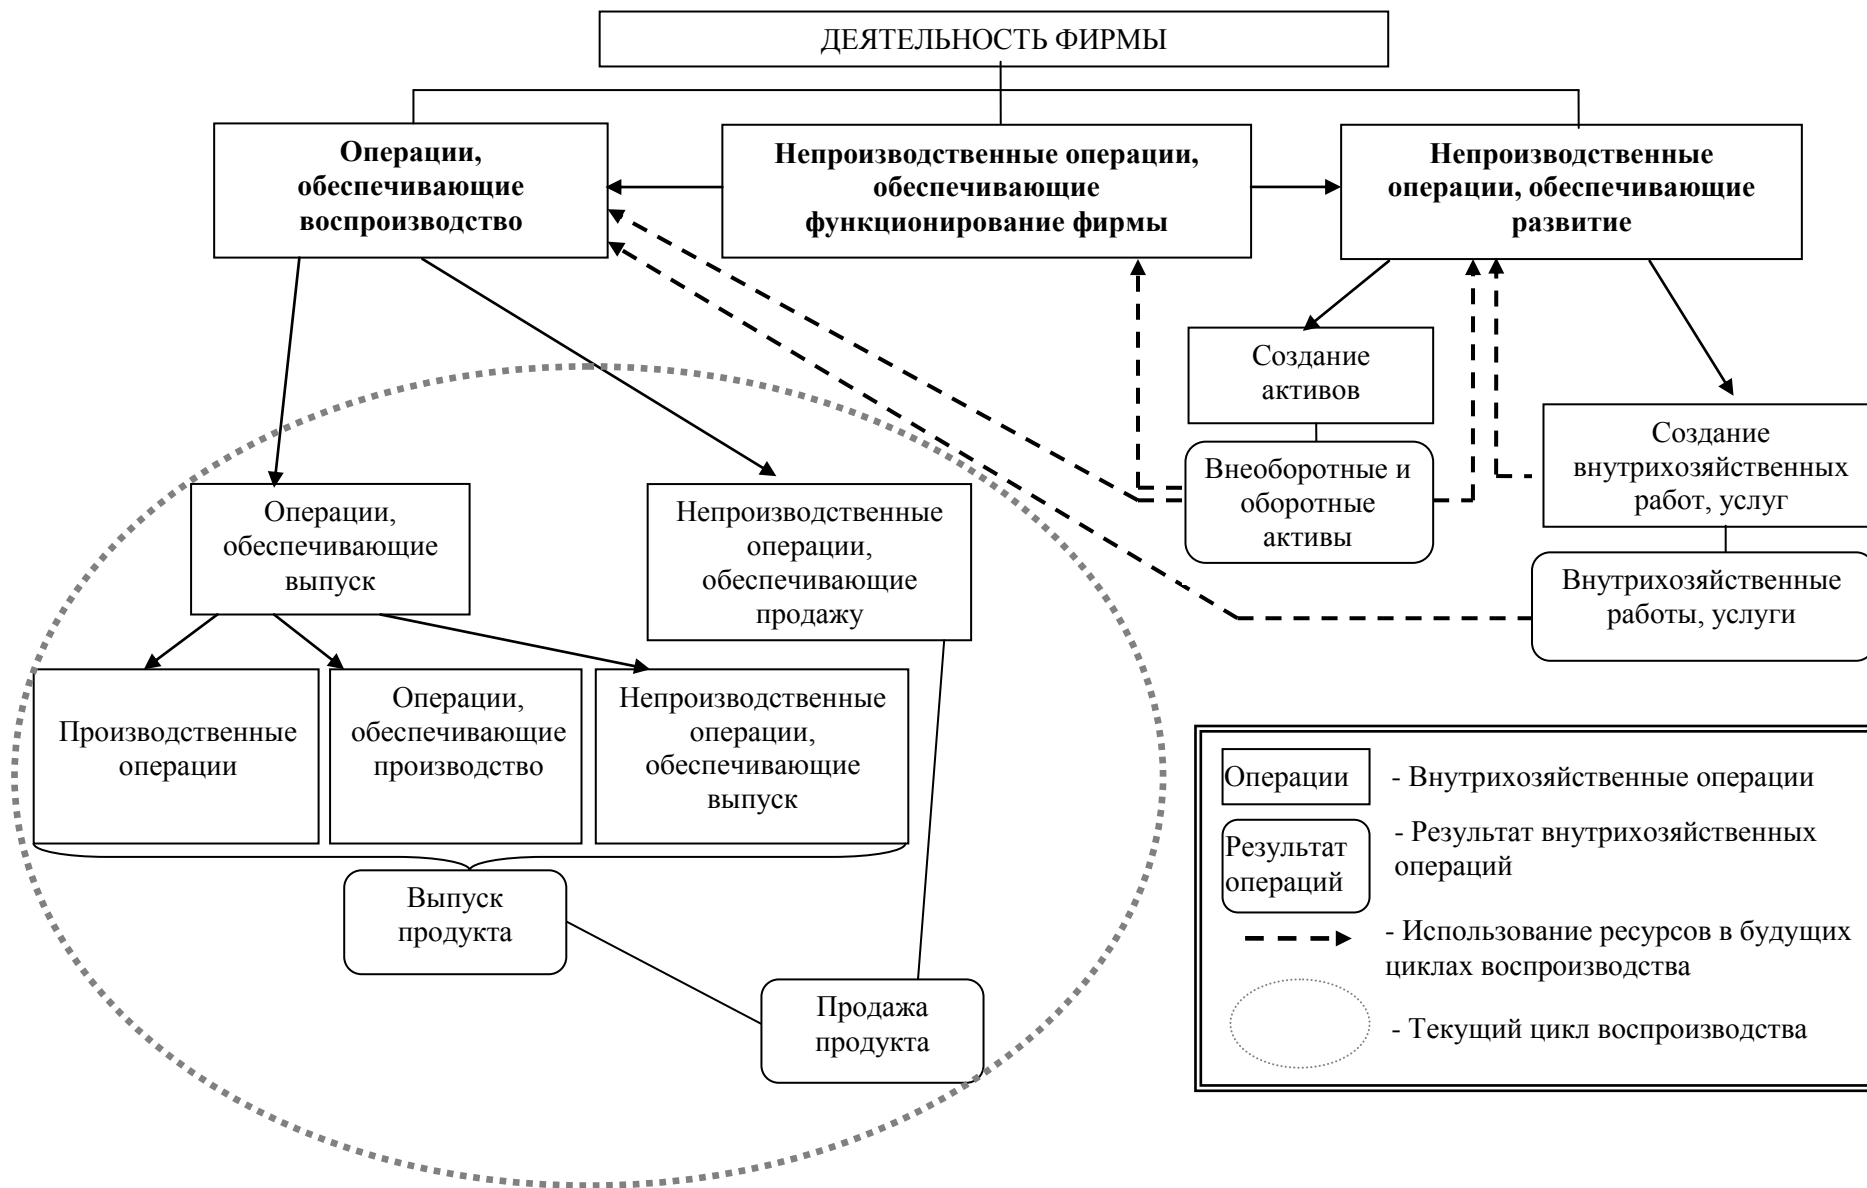 ДЕЯТЕЛЬНОСТЬ ФИРМЫ
Операции,
обеспечивающие
воспроизводство
Непроизводственные операции,
обеспечивающие
функционирование фирмы
Непроизводственные
операции, обеспечивающие
развитие
Создание
активов
Внеоборотные и
оборотные
активы
Создание
внутрихозяйственных
работ, услуг
Внутрихозяйственные
работы, услуги
Операции,
обеспечивающие
выпуск
Непроизводственные
операции,
обеспечивающие
продажу
Производственные
операции
Операции,
обеспечивающие
производство
Непроизводственные
операции,
обеспечивающие
выпуск
Выпуск
продукта
Продажа
продукта
Операции
- Внутрихозяйственные операции
Результат
операций
- Результат внутрихозяйственных
операций
- Использование ресурсов в будущих
циклах воспроизводства
- Текущий цикл воспроизводства